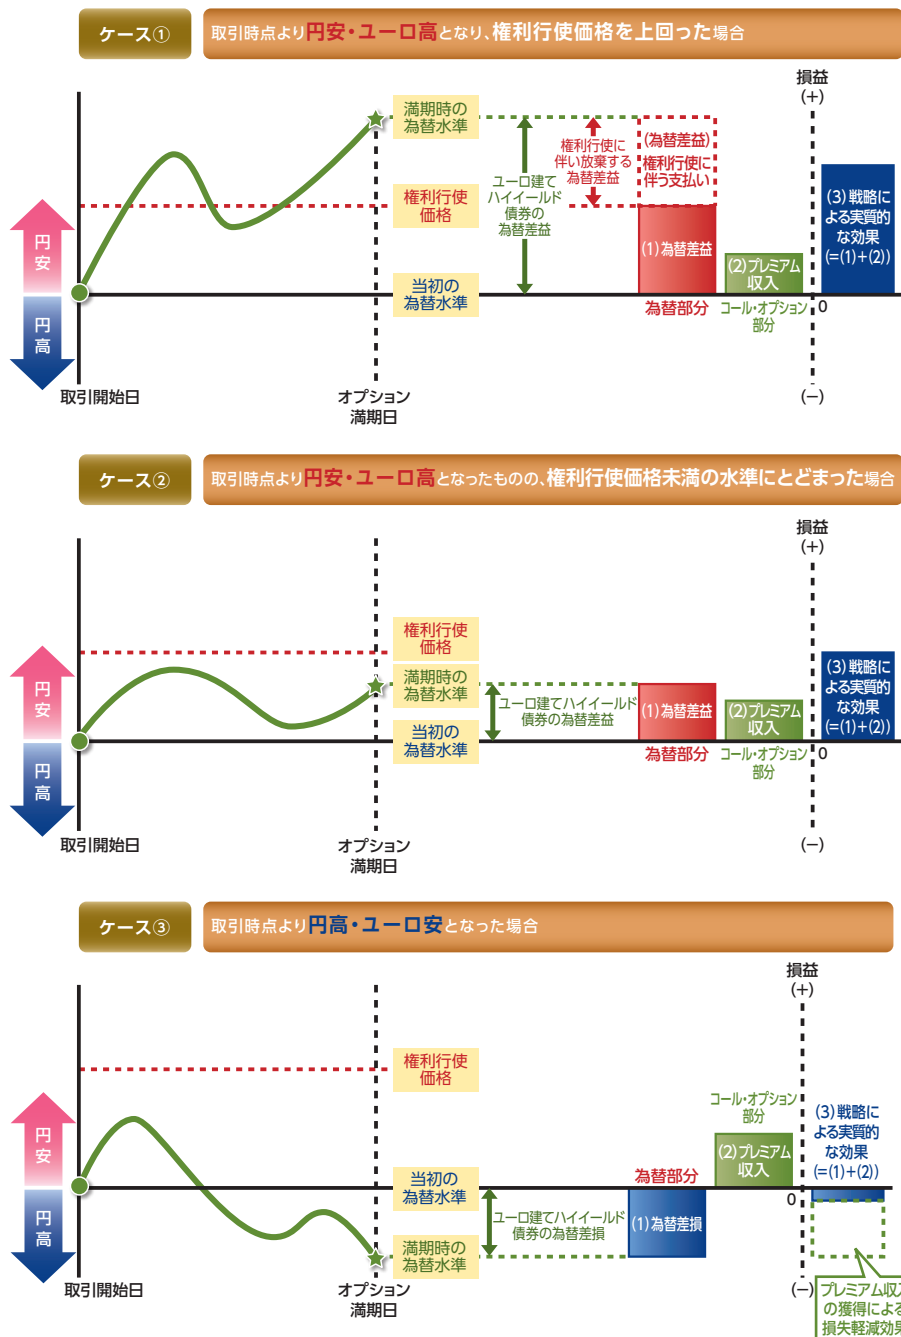 ケース①
取引時点より円安・ユーロ高となり、権利行使価格を上回った場合
損益
(+)
満期時の
為替水準
権利行使に
伴い放棄する
為替差益
(為替差益)
権利行使に
伴う支払い
ユーロ建て
ハイイールド
債券の
為替差益
権利行使
価格
(3)戦略に
よる実質的
な効果
(=(1)+(2))
円
安
(1)為替差益
(2)プレミアム
収入
当初の
為替水準
為替部分
コール・オプション
部分
0
円
高
取引開始日
オプション
満期日
(−)
ケース②
取引時点より円安・ユーロ高となったものの、権利行使価格未満の水準にとどまった場合
損益
(+)
権利行使
価格
満期時の
為替水準
ユーロ建てハイイールド
債券の為替差益
(1)為替差益
(2)プレミアム
収入
(3)戦略に
よる実質的
な効果
(=(1)+(2))
円
安
当初の
為替水準
為替部分
コール・オプション
部分
0
円
高
取引開始日
オプション
満期日
(−)
ケース③
取引時点より円高・ユーロ安となった場合
損益
(+)
権利行使
価格
コール・オプション
部分
(3)戦略に
よる実質的
な効果
(=(1)+(2))
円
安
(2)プレミアム
収入
当初の
為替水準
為替部分
0
円
高
ユーロ建てハイイールド
債券の為替差損
(1)為替差損
満期時の
為替水準
取引開始日
オプション
満期日
(−)
プレミアム収入
の獲得による
損失軽減効果